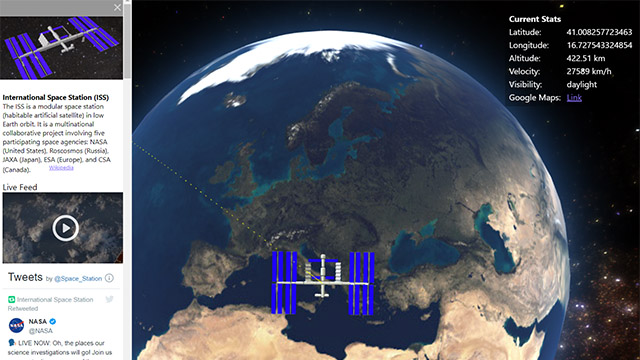 International Space Station (ISS)
The ISS is a modular space station
(habitable artificial satellite) in low
Earth orbit. It is a multinational
collaborative project involving five
participating space agencies: NASA
(United States), Roscosmos (Russia),
JAXA (Japan), ESA (Europe), and CSA
(Canada). Wikipedia
Live Feed
Tweets by @Space_Station
International Space Station
Retweeted
NASA
@NASA
LIVE NOW: Oh, the places our
science investigations will go! Join us
Current Stats
Latitude: 41.008257723463
Longitude: 16.727543324854
Altitude: 422.51 km
Velocity: 27589 km/h
Visibility: daylight
Google Maps: Link